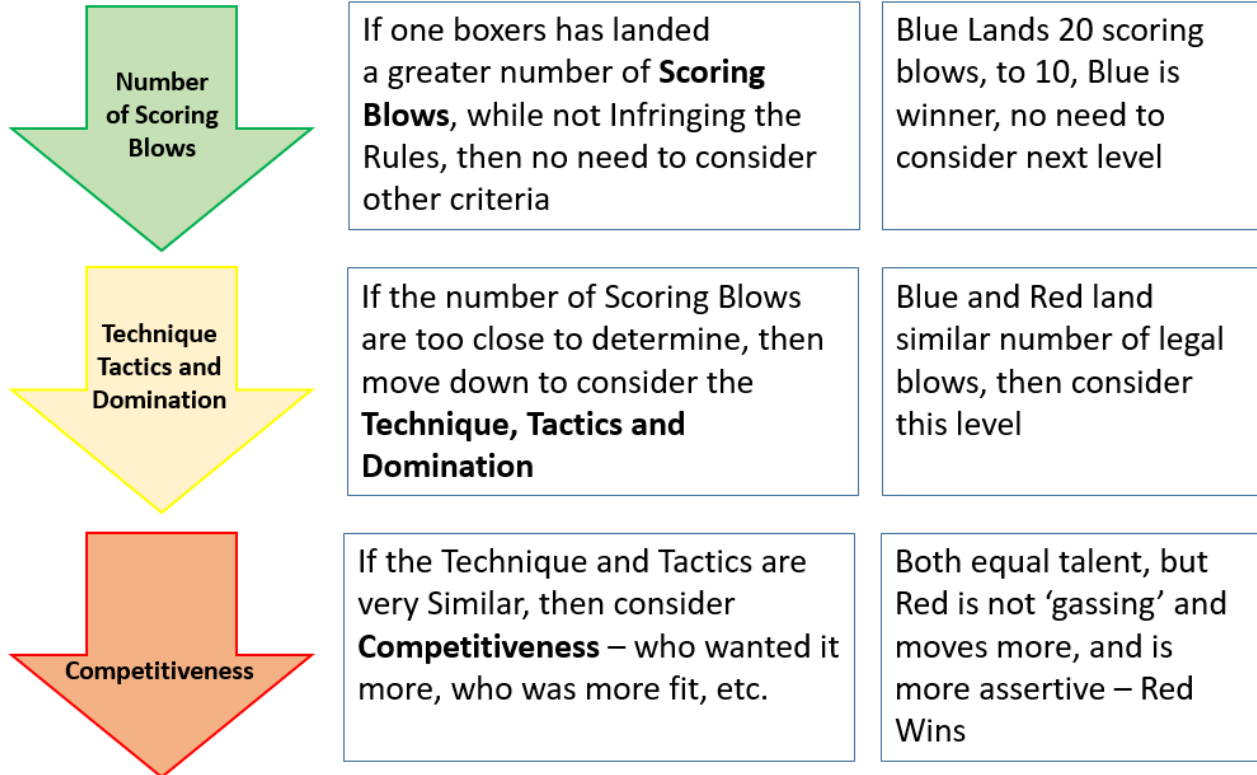 Number
of Scoring
Blows
If one boxers has landed
a greater number of Scoring
Blows, while not Infringing the
Rules, then no need to consider
other criteria
Blue Lands 20 scoring
blows, to 10, Blue is
winner, no need to
consider next level
Technique
Tactics and
Domination
If the number of Scoring Blows
are too close to determine, then
move down to consider the
Technique, Tactics and
Domination
Blue and Red land
similar number of legal
blows, then consider
this level
Competitiveness
If the Technique and Tactics are
very Similar, then consider
Competitiveness – who wanted it
more, who was more fit, etc.
Both equal talent, but
Red is not ‘gassing’ and
moves more, and is
more assertive – Red
Wins